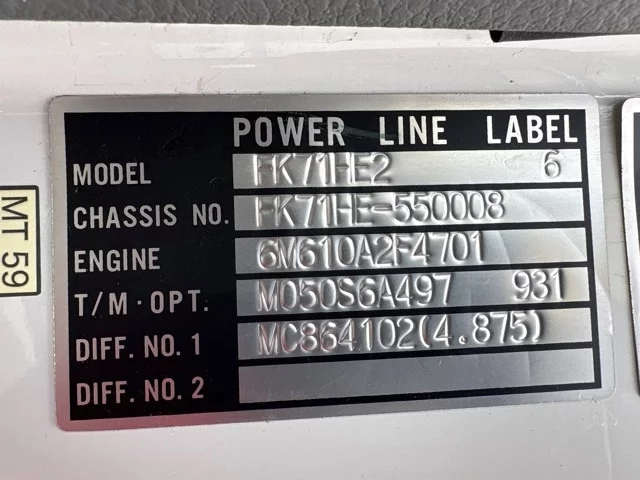 POWER LINE LABEL
MODEL FK71HE2 6
CHASSIS NO. FK71HE-550008
ENGINE 6M610A2F4701
T/M·OPT. M050S6A497 931
DIFF. NO. 1 MC864102(4.875)
DIFF. NO. 2
MT 59